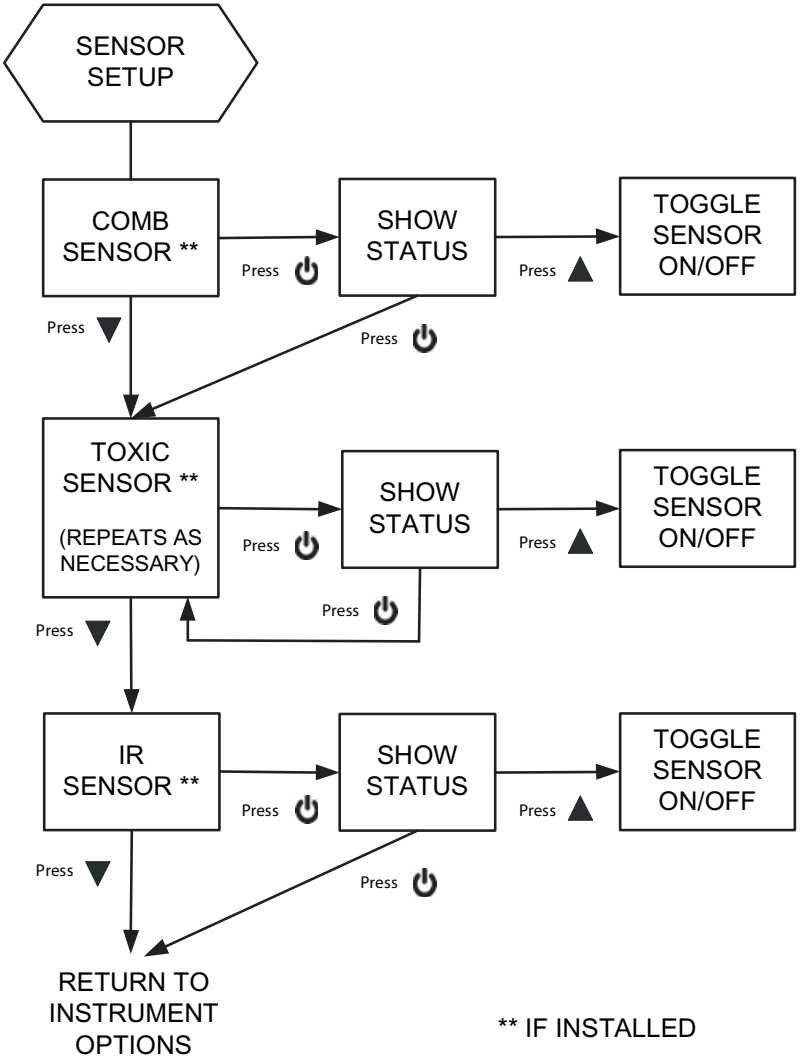 SENSOR
SETUP
COMB
SENSOR **
Press
SHOW
STATUS
Press
TOGGLE
SENSOR
ON/OFF
Press
Press
TOXIC
SENSOR **
(REPEATS AS
NECESSARY)
Press
SHOW
STATUS
Press
TOGGLE
SENSOR
ON/OFF
Press
Press
IR
SENSOR **
Press
SHOW
STATUS
Press
TOGGLE
SENSOR
ON/OFF
Press
Press
RETURN TO
INSTRUMENT
OPTIONS
** IF INSTALLED